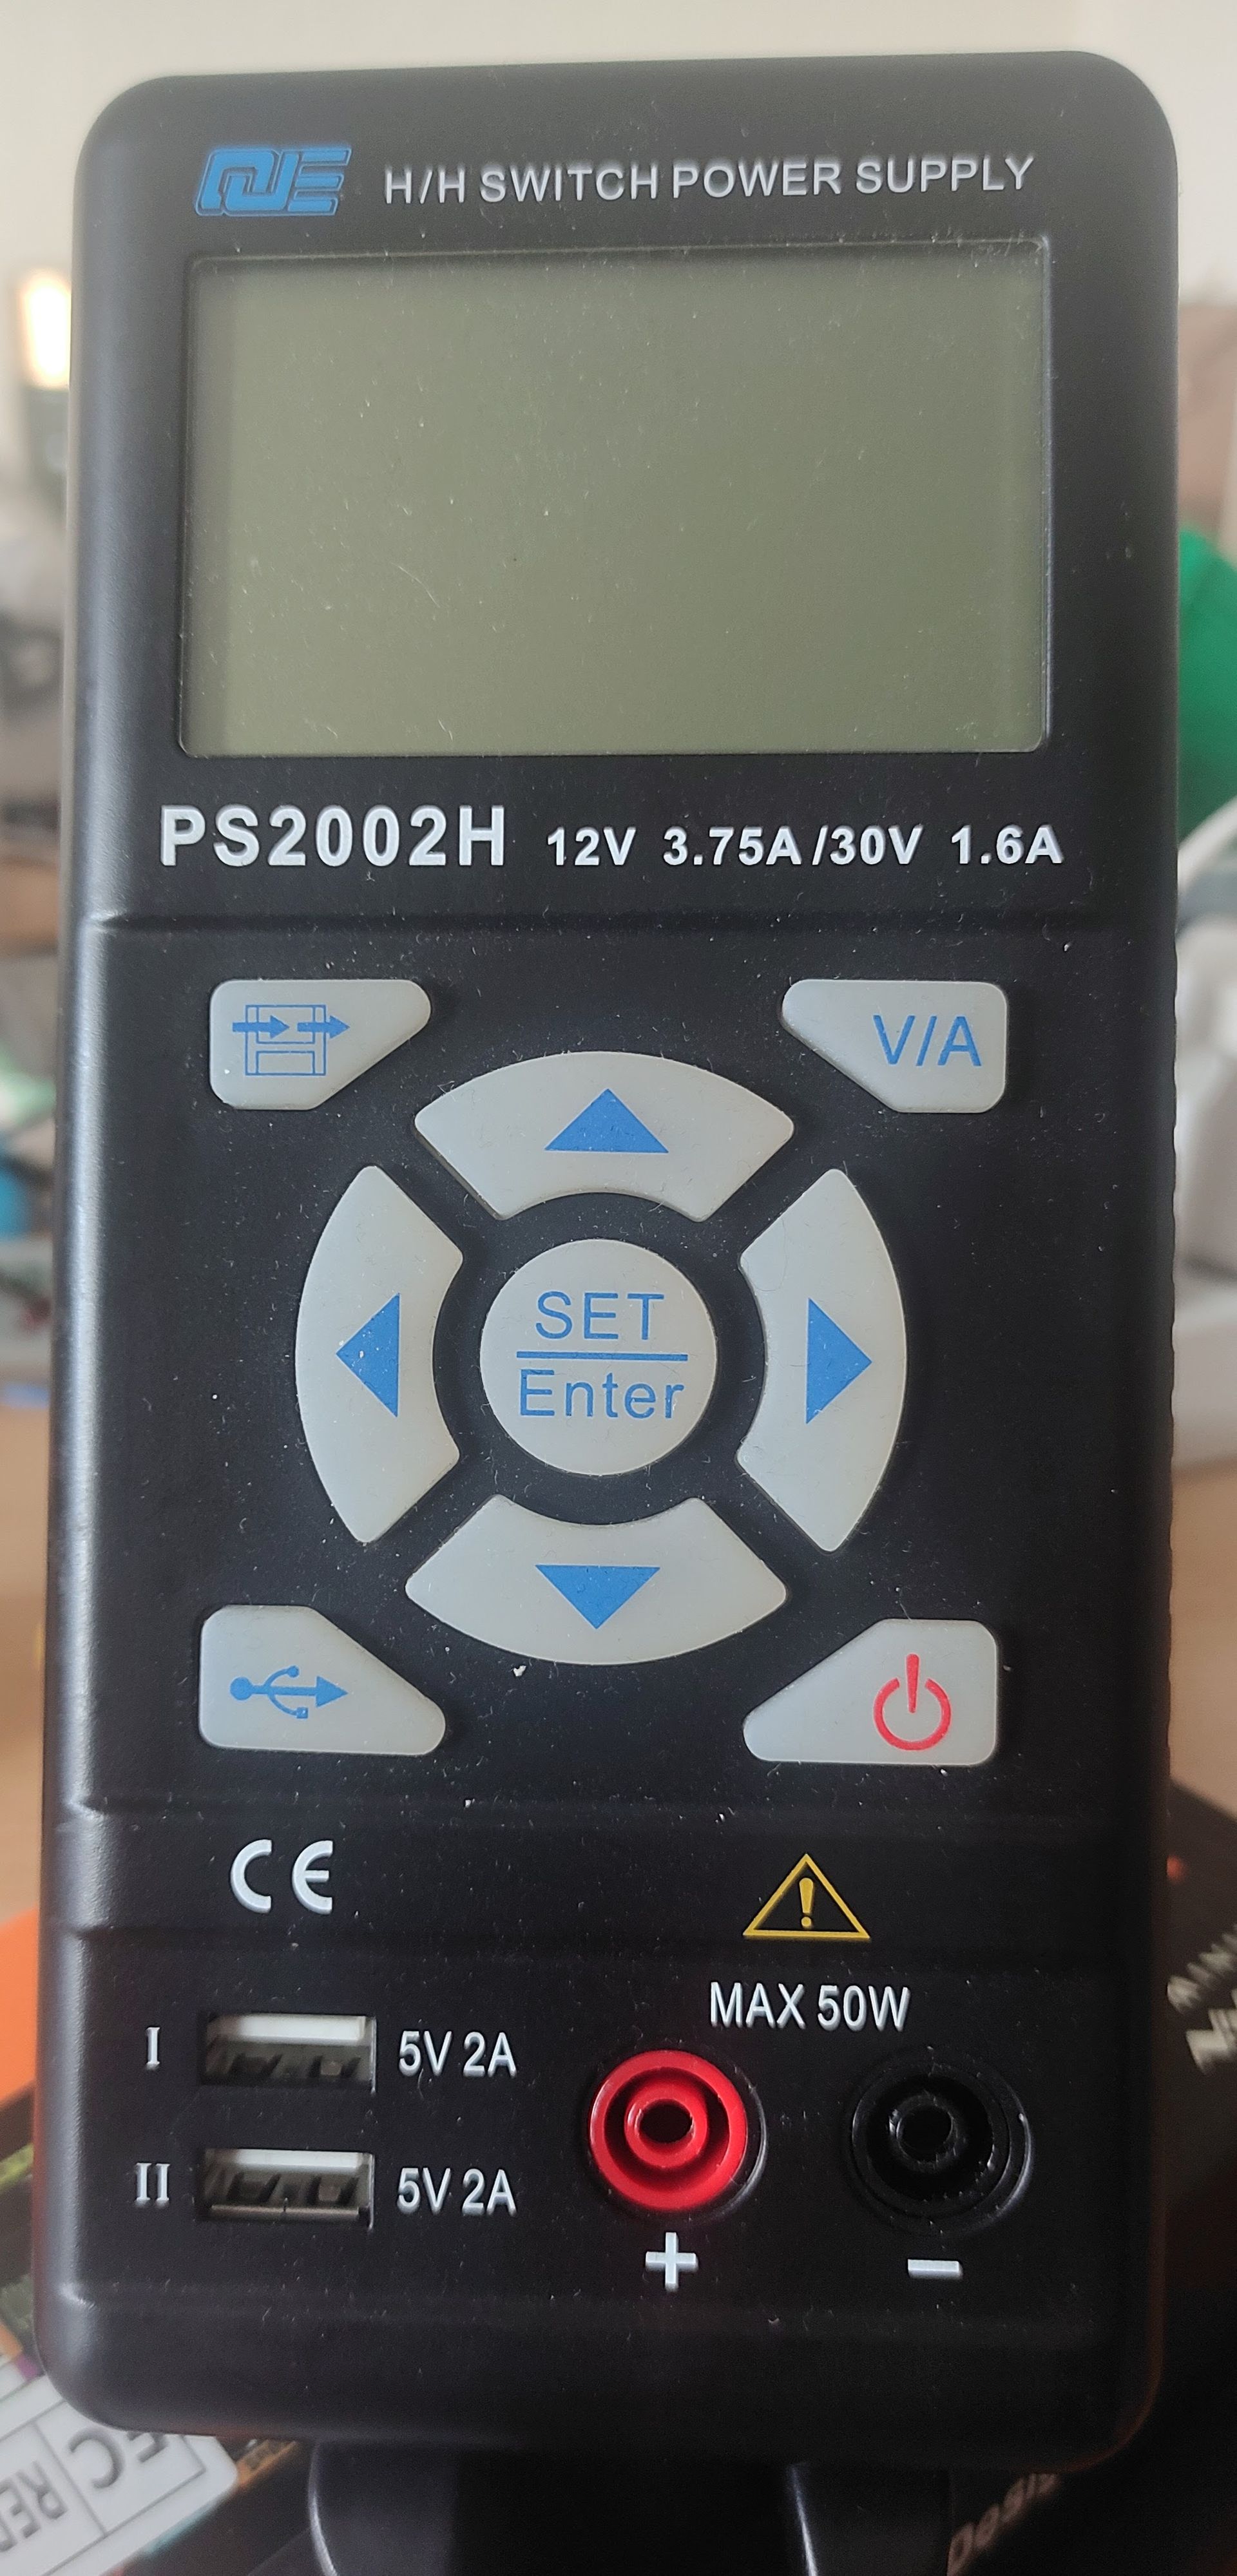 H/H SWITCH POWER SUPPLY
PS2002H 12V 3.75A/30V 1.6A
V/A
SET
Enter
CE
MAX 50W
I 5V 2A
II 5V 2A
+ −
EC